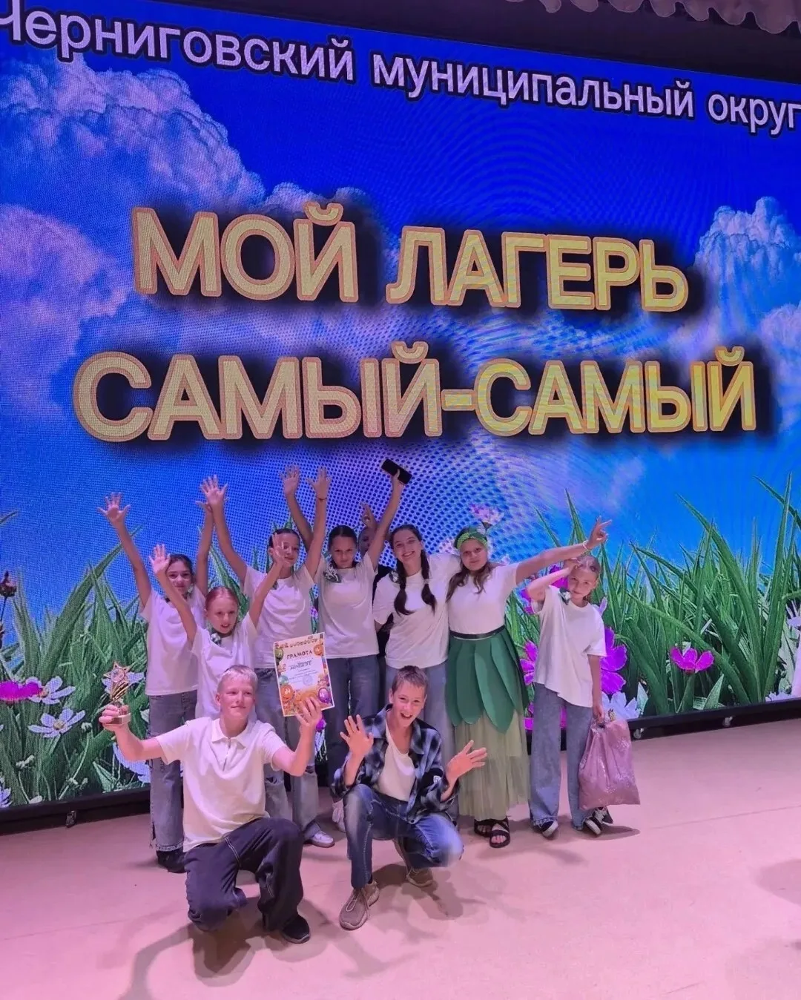 Черниговский муниципальный округ
МОЙ ЛАГЕРЬ
САМЫЙ-САМЫЙ
ГРАМОТА